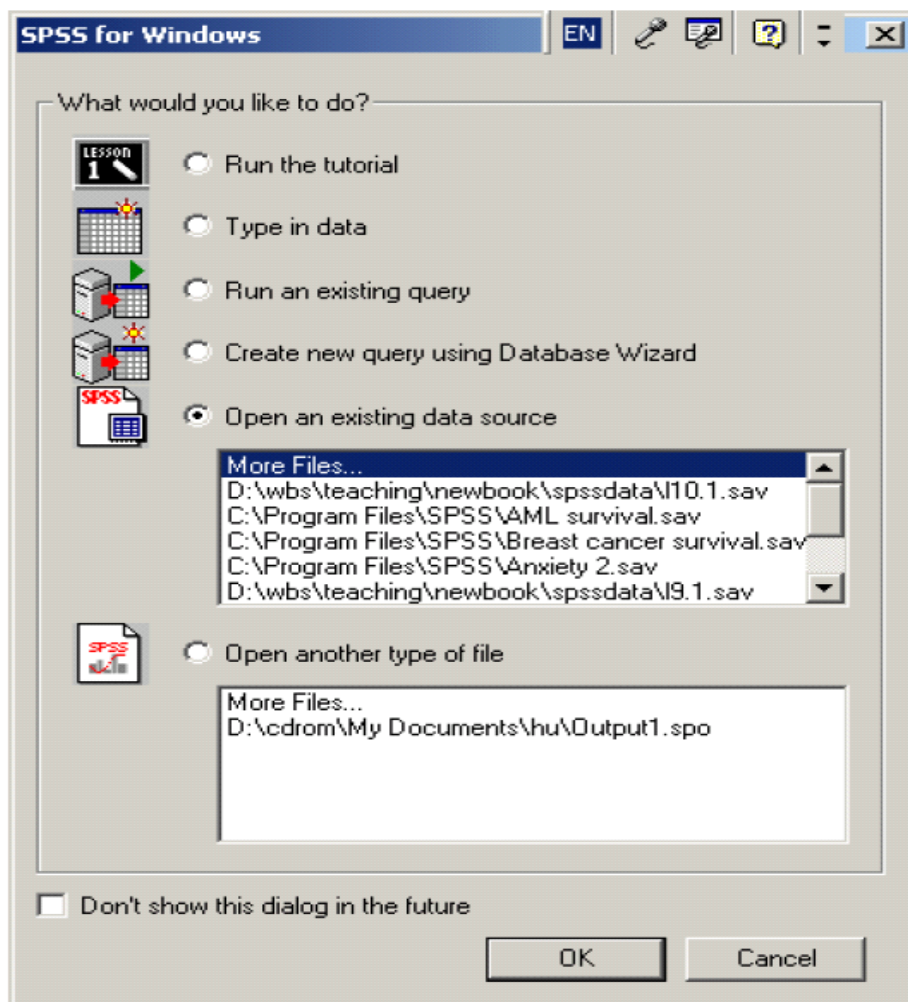 SPSS for Windows EN
What would you like to do?
LESSON
1
Run the tutorial
Type in data
Run an existing query
Create new query using Database Wizard
SPSS
Open an existing data source
More Files...
D:\wbs\teaching\newbook\spssdata\l10.1.sav
C:\Program Files\SPSS\AML survival.sav
C:\Program Files\SPSS\Breast cancer survival.sav
C:\Program Files\SPSS\Anxiety 2.sav
D:\wbs\teaching\newbook\spssdata\l9.1.sav
SPSS
Open another type of file
More Files...
D:\cdrom\My Documents\hu\Output1.spo
Don't show this dialog in the future
OK Cancel